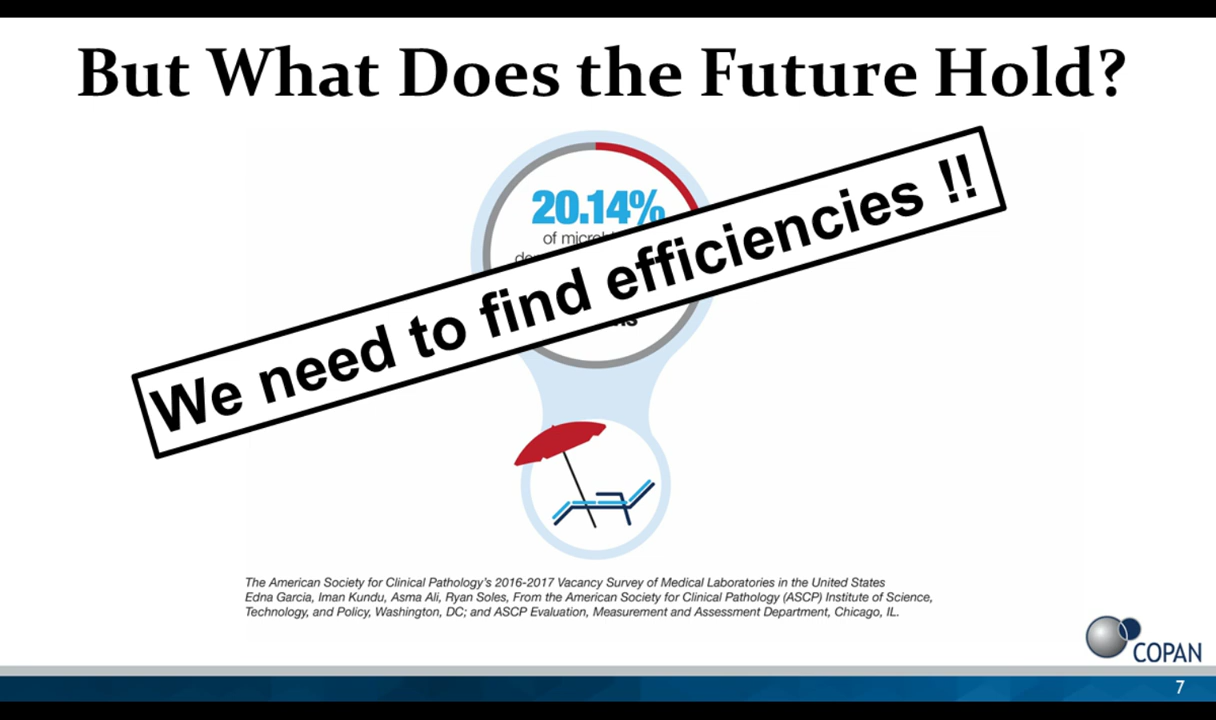 But What Does the Future Hold?
20.14%
of
We need to find efficiencies !!
The American Society for Clinical Pathology's 2016-2017 Vacancy Survey of Medical Laboratories in the United States
Edna Garcia, Iman Kundu, Asma Ali, Ryan Soles, From the American Society for Clinical Pathology (ASCP) Institute of Science,
Technology, and Policy, Washington, DC; and ASCP Evaluation, Measurement and Assessment Department, Chicago, IL.
COPAN
7